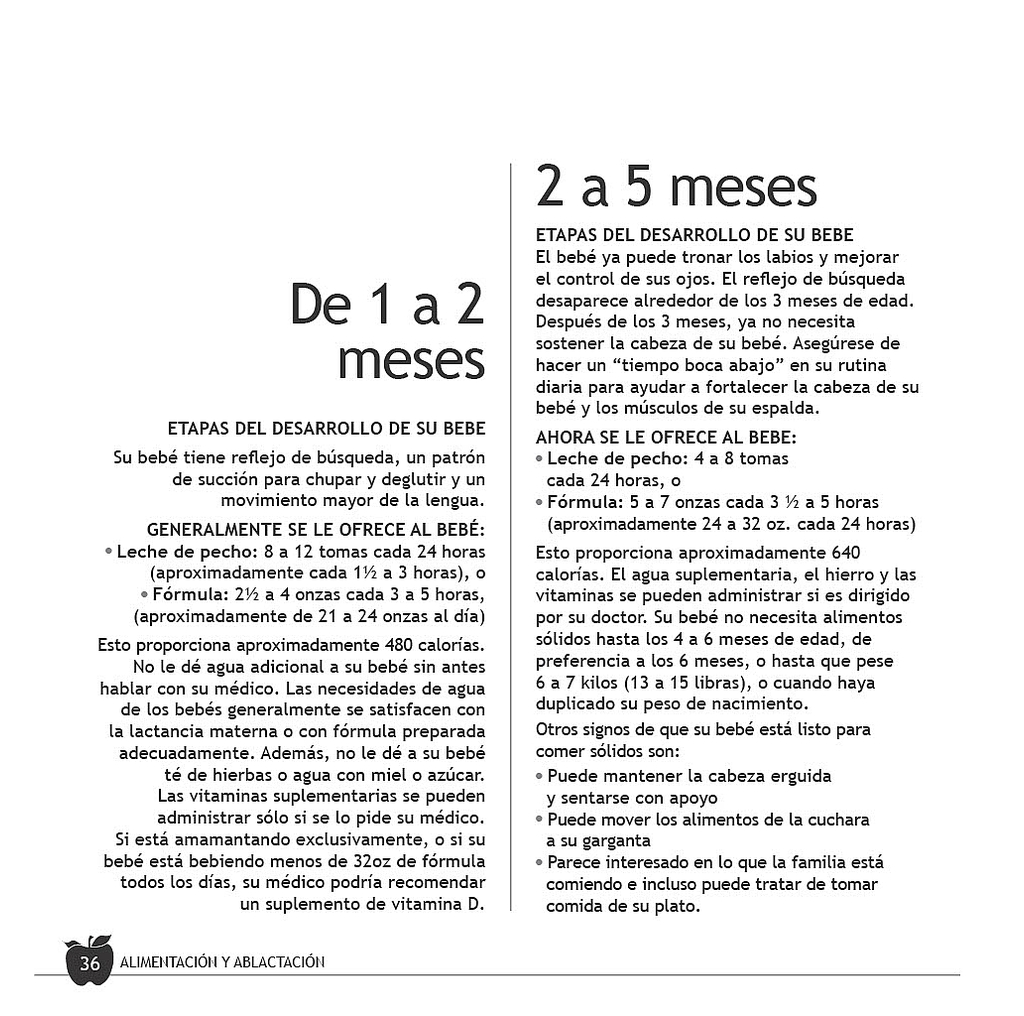 De 1 a 2
meses
ETAPAS DEL DESARROLLO DE SU BEBE
Su bebé tiene reflejo de búsqueda, un patrón
de succión para chupar y deglutir y un
movimiento mayor de la lengua.
GENERALMENTE SE LE OFRECE AL BEBÉ:
• Leche de pecho: 8 a 12 tomas cada 24 horas
(aproximadamente cada 1½ a 3 horas), o
• Fórmula: 2½ a 4 onzas cada 3 a 5 horas,
(aproximadamente de 21 a 24 onzas al día)
Esto proporciona aproximadamente 480 calorías.
No le dé agua adicional a su bebé sin antes
hablar con su médico. Las necesidades de agua
de los bebés generalmente se satisfacen con
la lactancia materna o con fórmula preparada
adecuadamente. Además, no le dé a su bebé
té de hierbas o agua con miel o azúcar.
Las vitaminas suplementarias se pueden
administrar sólo si se lo pide su médico.
Si está amamantando exclusivamente, o si su
bebé está bebiendo menos de 32oz de fórmula
todos los días, su médico podría recomendar
un suplemento de vitamina D.
2 a 5 meses
ETAPAS DEL DESARROLLO DE SU BEBE
El bebé ya puede tronar los labios y mejorar
el control de sus ojos. El reflejo de búsqueda
desaparece alrededor de los 3 meses de edad.
Después de los 3 meses, ya no necesita
sostener la cabeza de su bebé. Asegúrese de
hacer un “tiempo boca abajo” en su rutina
diaria para ayudar a fortalecer la cabeza de su
bebé y los músculos de su espalda.
AHORA SE LE OFRECE AL BEBE:
• Leche de pecho: 4 a 8 tomas
cada 24 horas, o
• Fórmula: 5 a 7 onzas cada 3 ½ a 5 horas
(aproximadamente 24 a 32 oz. cada 24 horas)
Esto proporciona aproximadamente 640
calorías. El agua suplementaria, el hierro y las
vitaminas se pueden administrar si es dirigido
por su doctor. Su bebé no necesita alimentos
sólidos hasta los 4 a 6 meses de edad, de
preferencia a los 6 meses, o hasta que pese
6 a 7 kilos (13 a 15 libras), o cuando haya
duplicado su peso de nacimiento.
Otros signos de que su bebé está listo para
comer sólidos son:
• Puede mantener la cabeza erguida
y sentarse con apoyo
• Puede mover los alimentos de la cuchara
a su garganta
• Parece interesado en lo que la familia está
comiendo e incluso puede tratar de tomar
comida de su plato.
36 ALIMENTACIÓN Y ABLACTACIÓN